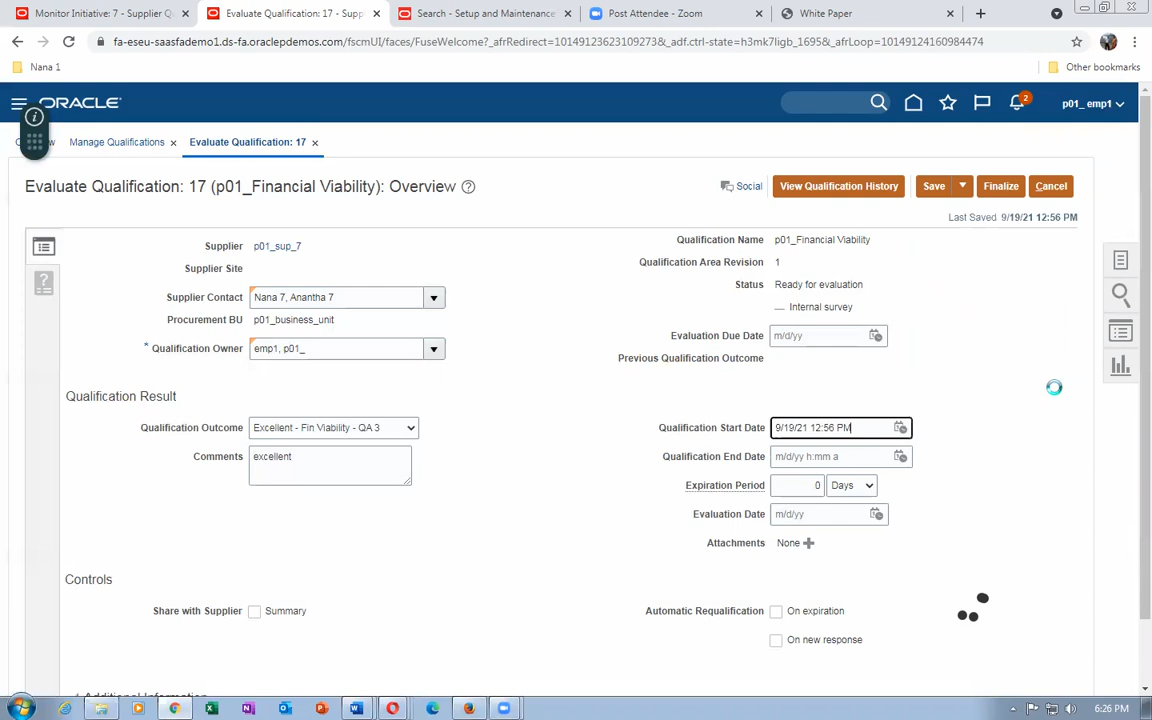 Monitor Initiative: 7 - Supplier Q
Evaluate Qualification: 17 - Supp
Search - Setup and Maintenance
Post Attendee - Zoom
White Paper
fa-eseu-saasfademo1.ds-fa.oraclepdemos.com/fscmUI/faces/FuseWelcome?_afrRedirect=10149123623109273&_adf.ctrl-state=h3mk7ligb_1695&_afrLoop=10149124160984474
Nana 1
Other bookmarks
ORACLE
2
p01_ emp1
Manage Qualifications
Evaluate Qualification: 17
Evaluate Qualification: 17 (p01_Financial Viability): Overview
Social
View Qualification History
Save
Finalize
Cancel
Last Saved 9/19/21 12:56 PM
Supplier p01_sup_7
Supplier Site
Supplier Contact Nana 7, Anantha 7
Procurement BU p01_business_unit
* Qualification Owner emp1, p01_
Qualification Name p01_Financial Viability
Qualification Area Revision 1
Status Ready for evaluation
Internal survey
Evaluation Due Date m/d/yy
Previous Qualification Outcome
Qualification Result
Qualification Outcome Excellent - Fin Viability - QA 3
Comments excellent
Qualification Start Date 9/19/21 12:56 PM
Qualification End Date m/d/yy h:mm a
Expiration Period 0 Days
Evaluation Date m/d/yy
Attachments None
Controls
Share with Supplier Summary
Automatic Requalification On expiration
On new response
Additional Information
6:26 PM